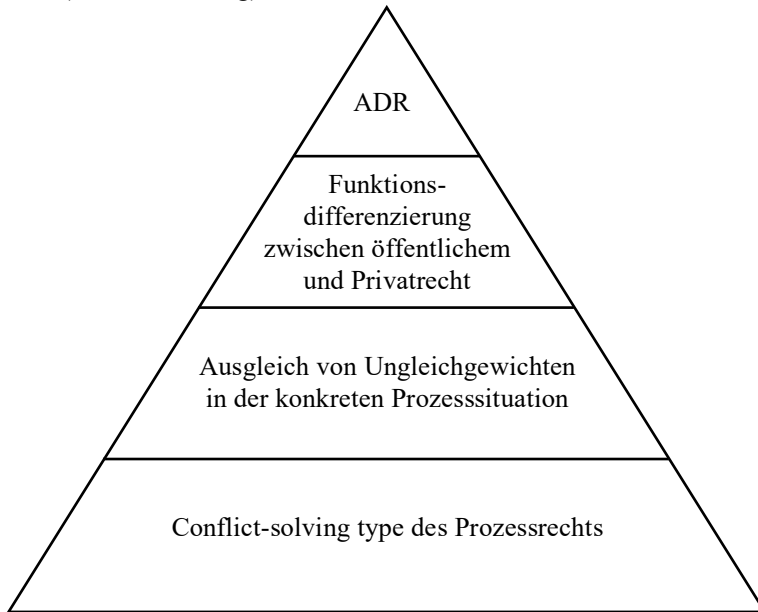 ADR
Funktions-
differenzierung
zwischen öffentlichem
und Privatrecht
Ausgleich von Ungleichgewichten
in der konkreten Prozesssituation
Conflict-solving type des Prozessrechts